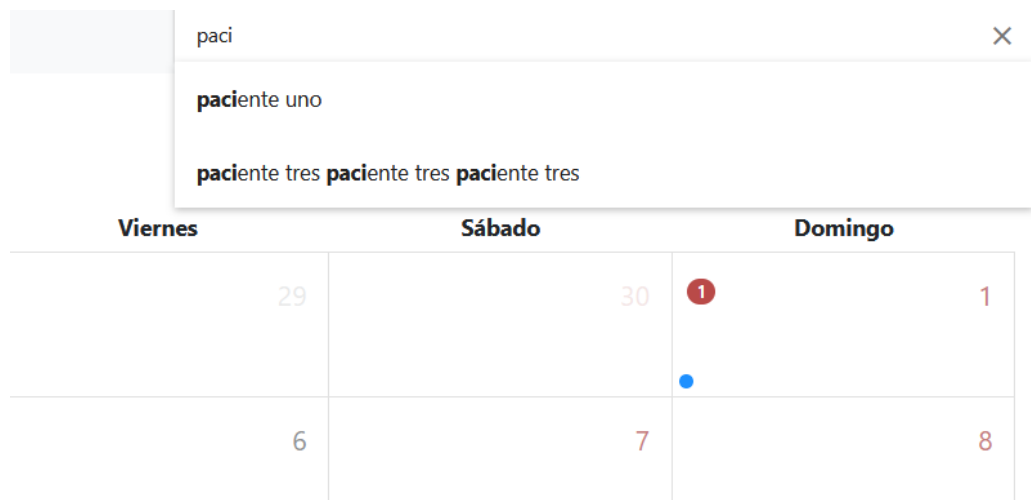 paci
paciente uno
paciente tres paciente tres paciente tres
Viernes Sábado Domingo
29 30 1 1
6 7 8